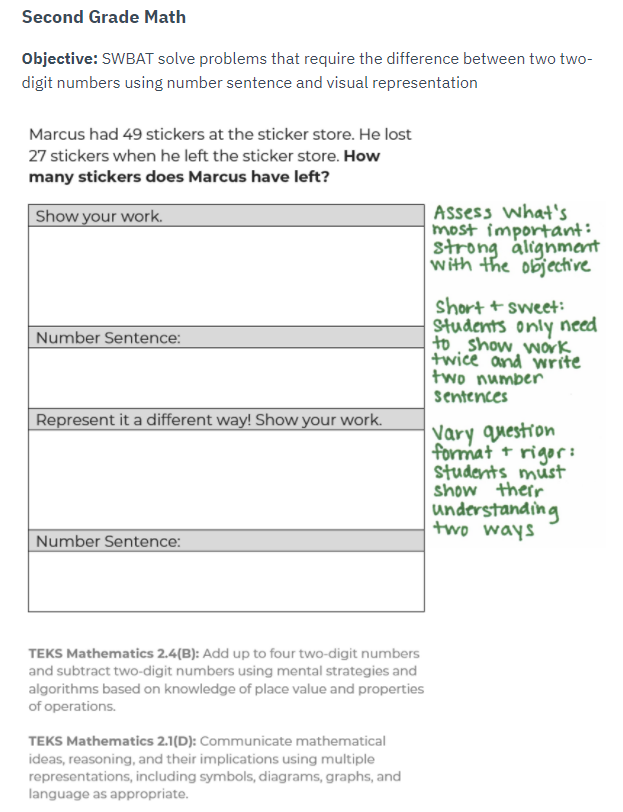 Second Grade Math
Objective: SWBAT solve problems that require the difference between two two-
digit numbers using number sentence and visual representation
Marcus had 49 stickers at the sticker store. He lost
27 stickers when he left the sticker store. How
many stickers does Marcus have left?
Show your work.
Number Sentence:
Represent it a different way! Show your work.
Number Sentence:
Assess what's
most important:
strong alignment
with the objective
Short + sweet:
Students only need
to show work
twice and write
two number
sentences
Vary question
format + rigor:
Students must
show their
understanding
two ways
TEKS Mathematics 2.4(B): Add up to four two-digit numbers
and subtract two-digit numbers using mental strategies and
algorithms based on knowledge of place value and properties
of operations.
TEKS Mathematics 2.1(D): Communicate mathematical
ideas, reasoning, and their implications using multiple
representations, including symbols, diagrams, graphs, and
language as appropriate.